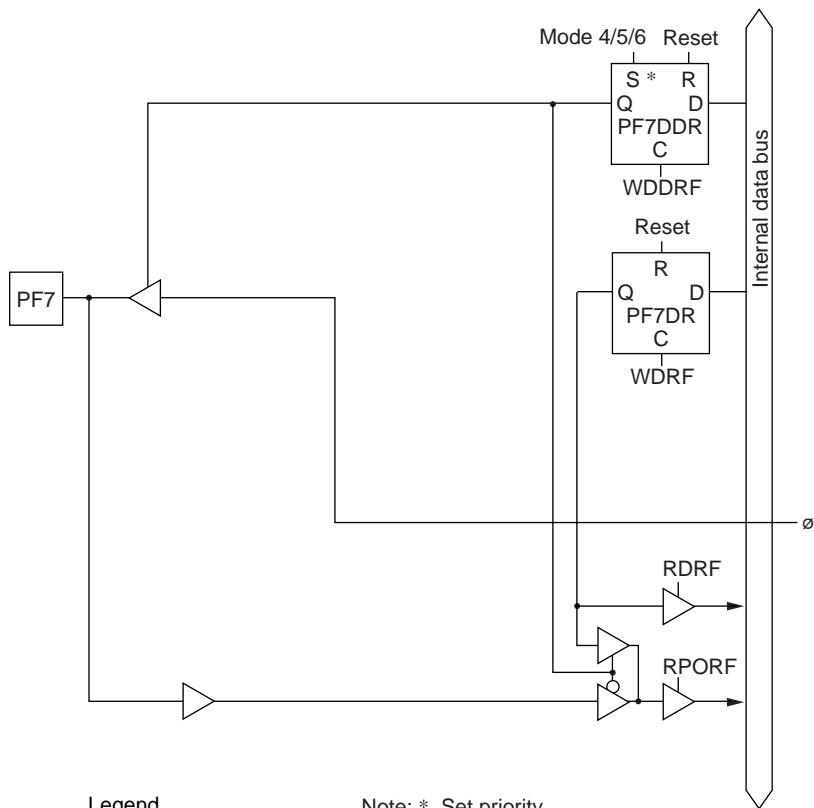 Mode 4/5/6 Reset
S * R
Q D
PF7DDR
C
WDDRF
Internal data bus
Reset
R
Q D
PF7DR
C
WDRF
PF7
ø
RDRF
RPORF
Legend
Note: * Set priority